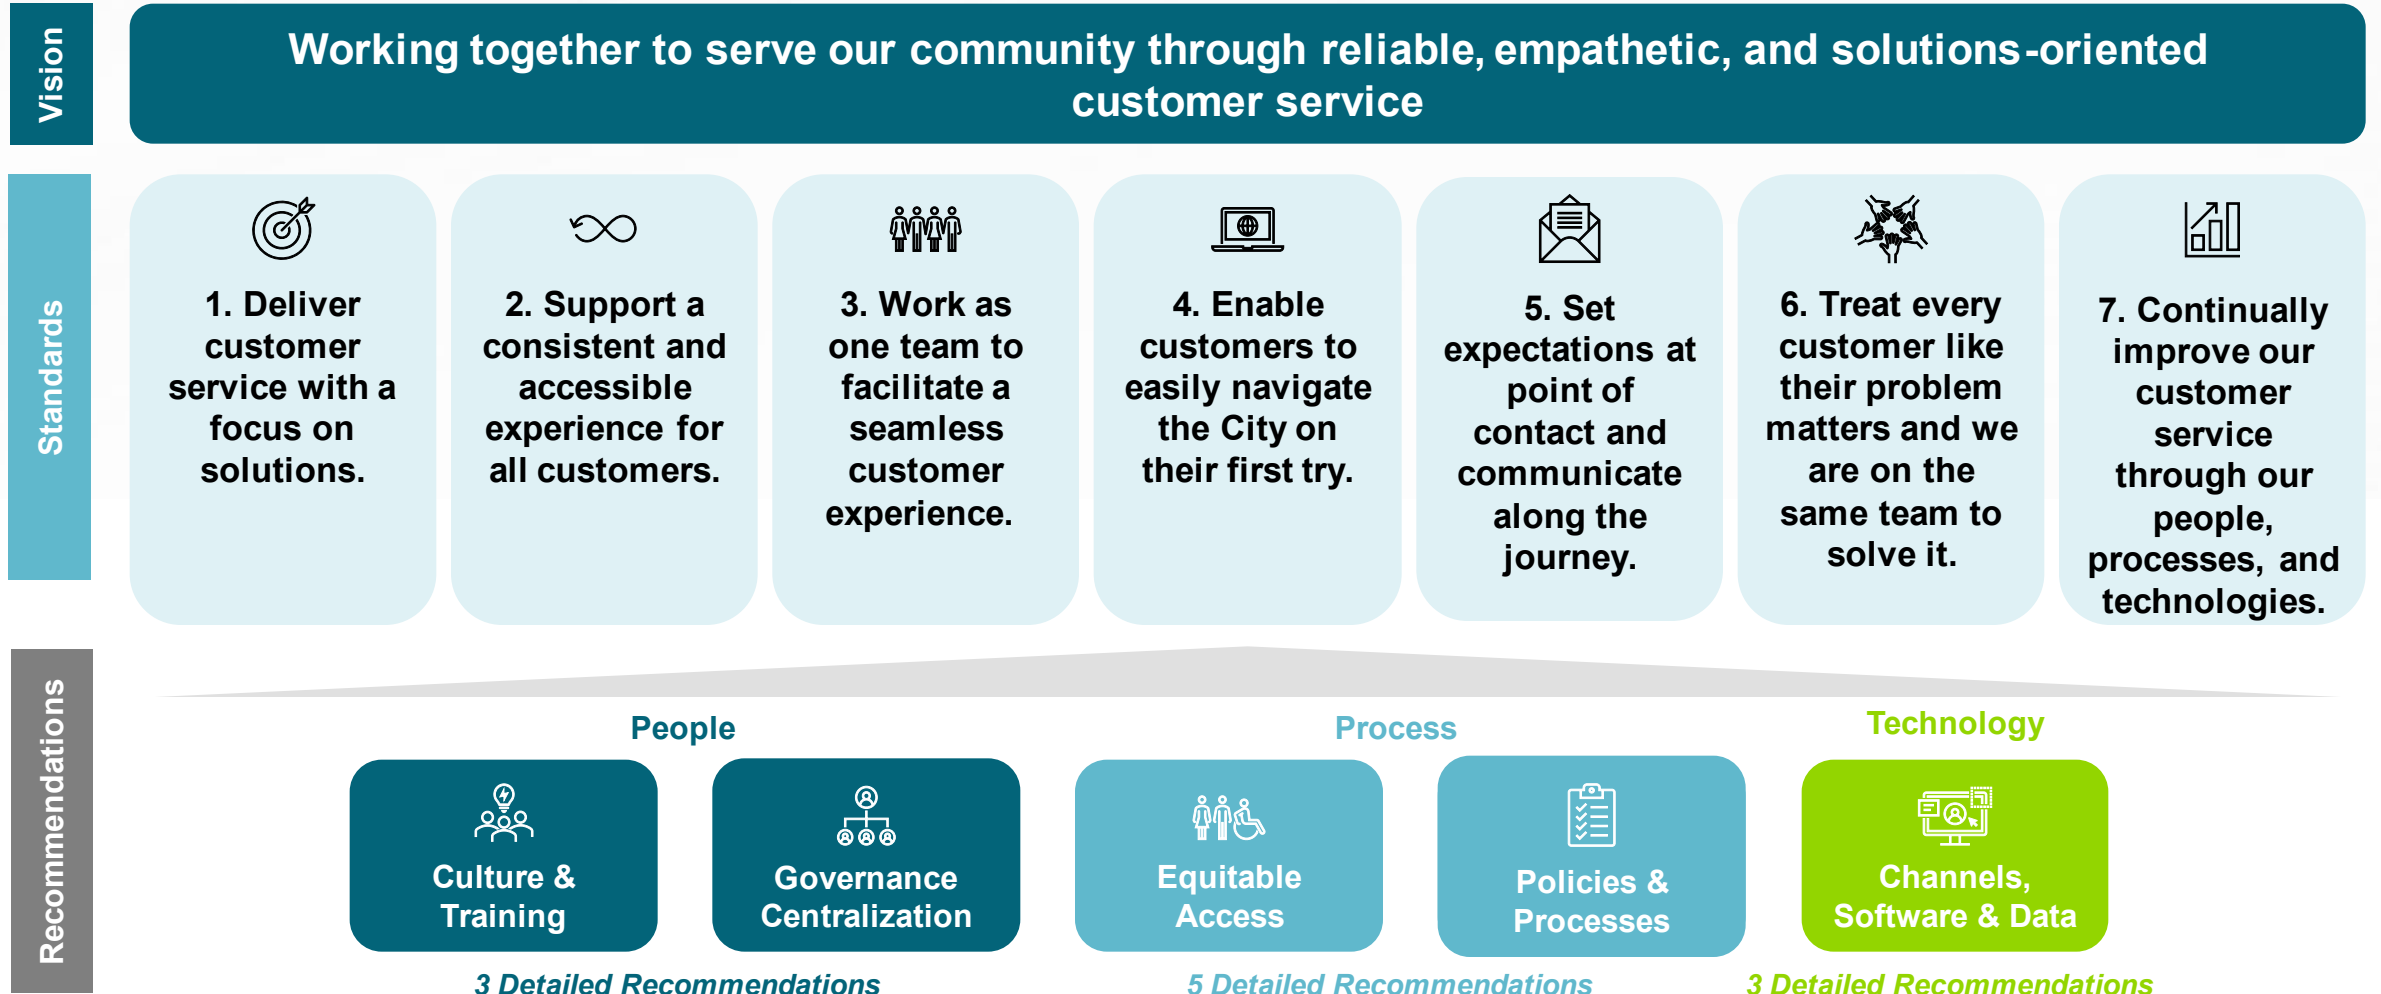 Vision
Working together to serve our community through reliable, empathetic, and solutions-oriented
customer service
Standards
1. Deliver
customer
service with a
focus on
solutions.
2. Support a
consistent and
accessible
experience for
all customers.
3. Work as
one team to
facilitate a
seamless
customer
experience.
4. Enable
customers to
easily navigate
the City on
their first try.
5. Set
expectations at
point of
contact and
communicate
along the
journey.
6. Treat every
customer like
their problem
matters and we
are on the
same team to
solve it.
7. Continually
improve our
customer
service
through our
people,
processes, and
technologies.
Recommendations
People
Culture &
Training
Governance
Centralization
3 Detailed Recommendations
Process
Equitable
Access
Policies &
Processes
5 Detailed Recommendations
Technology
Channels,
Software & Data
3 Detailed Recommendations